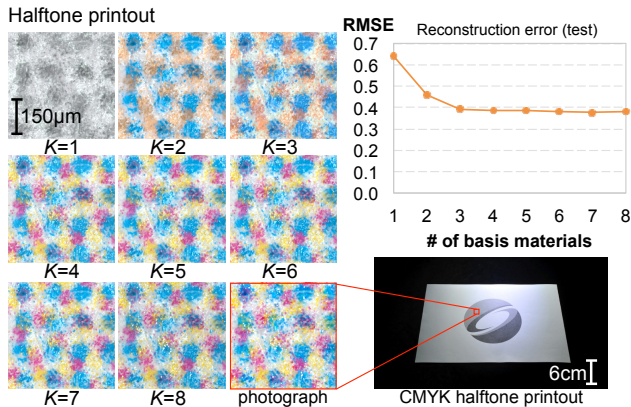 Halftone printout
150μm
K=1
K=2
K=3
K=4
K=5
K=6
K=7
K=8
photograph
RMSE
Reconstruction error (test)
0.7
0.6
0.5
0.4
0.3
0.2
0.1
0.0
1 2 3 4 5 6 7 8
# of basis materials
6cm
CMYK halftone printout